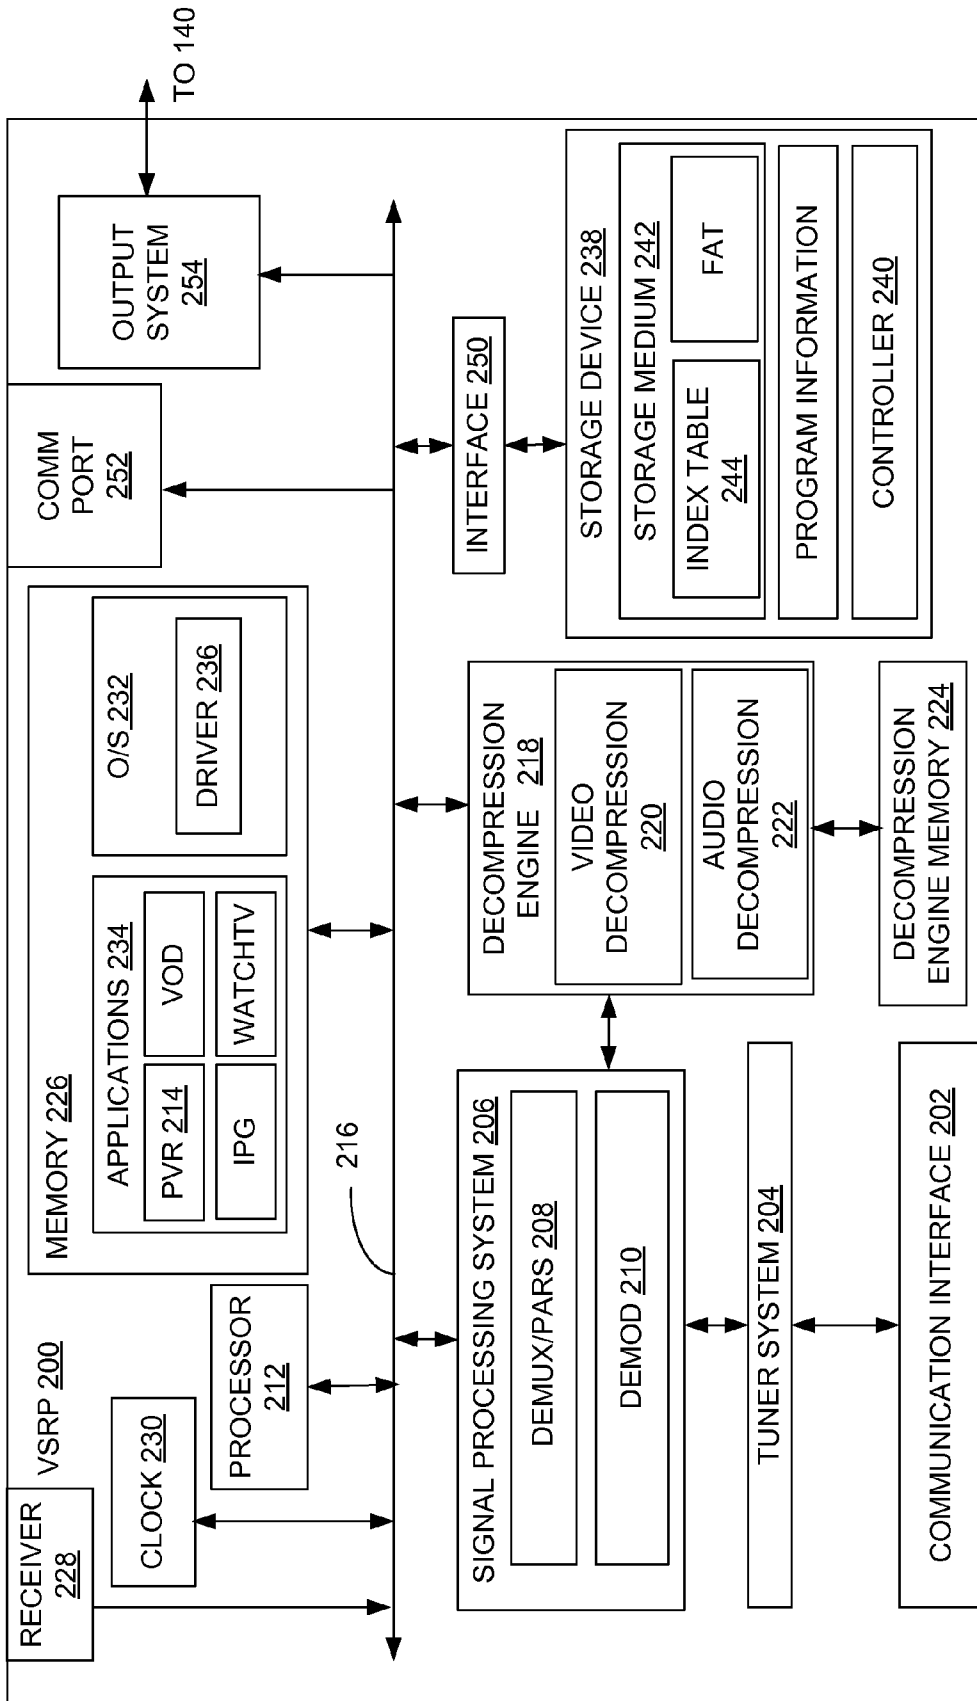 RECEIVER
228
VSRP 200
CLOCK 230
PROCESSOR
212
MEMORY 226
APPLICATIONS 234
PVR 214
VOD
IPG
WATCHTV
O/S 232
DRIVER 236
COMM
PORT
252
OUTPUT
SYSTEM
254
TO 140
216
SIGNAL PROCESSING SYSTEM 206
DEMUX/PARS 208
DEMOD 210
TUNER SYSTEM 204
COMMUNICATION INTERFACE 202
DECOMPRESSION
ENGINE 218
VIDEO
DECOMPRESSION
220
AUDIO
DECOMPRESSION
222
DECOMPRESSION
ENGINE MEMORY 224
INTERFACE 250
STORAGE DEVICE 238
STORAGE MEDIUM 242
INDEX TABLE
244
FAT
PROGRAM INFORMATION
CONTROLLER 240